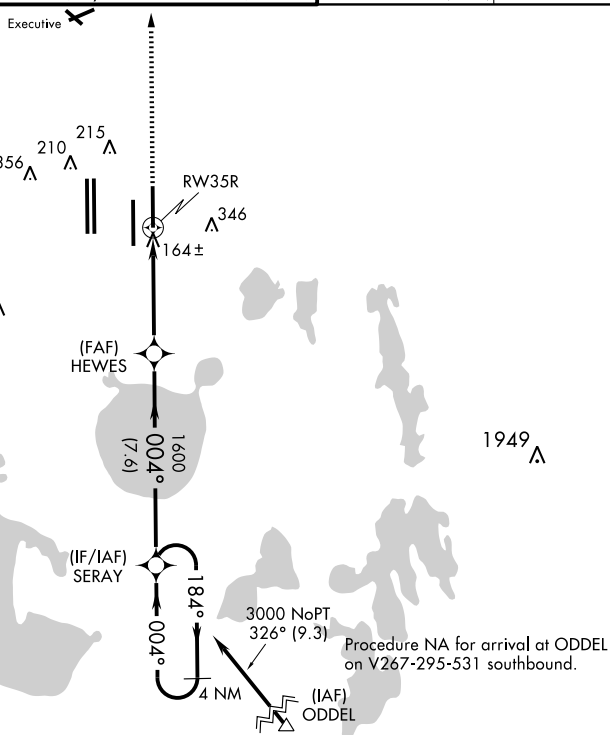 Executive
215
210
356
RW35R
346
164±
(FAF)
HEWES
1600
004°
(7.6)
1949
(IF/IAF)
SERAY
184°
004°
3000 NoPT
326° (9.3)
4 NM
(IAF)
ODDEL
Procedure NA for arrival at ODDEL
on V267-295-531 southbound.